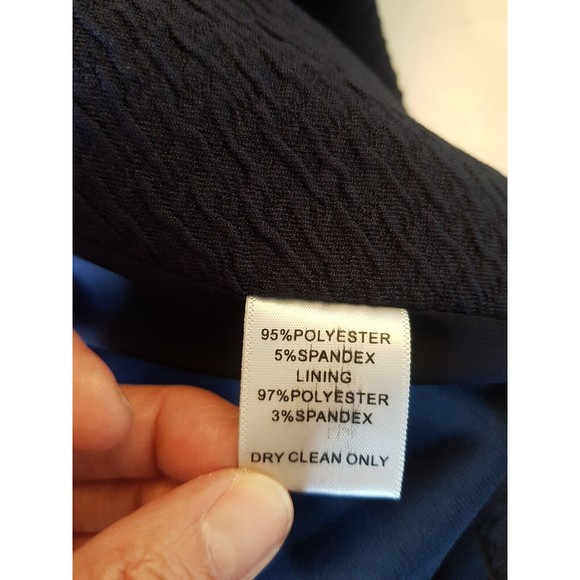 95%POLYESTER
5%SPANDEX
LINING
97%POLYESTER
3%SPANDEX
DRY CLEAN ONLY